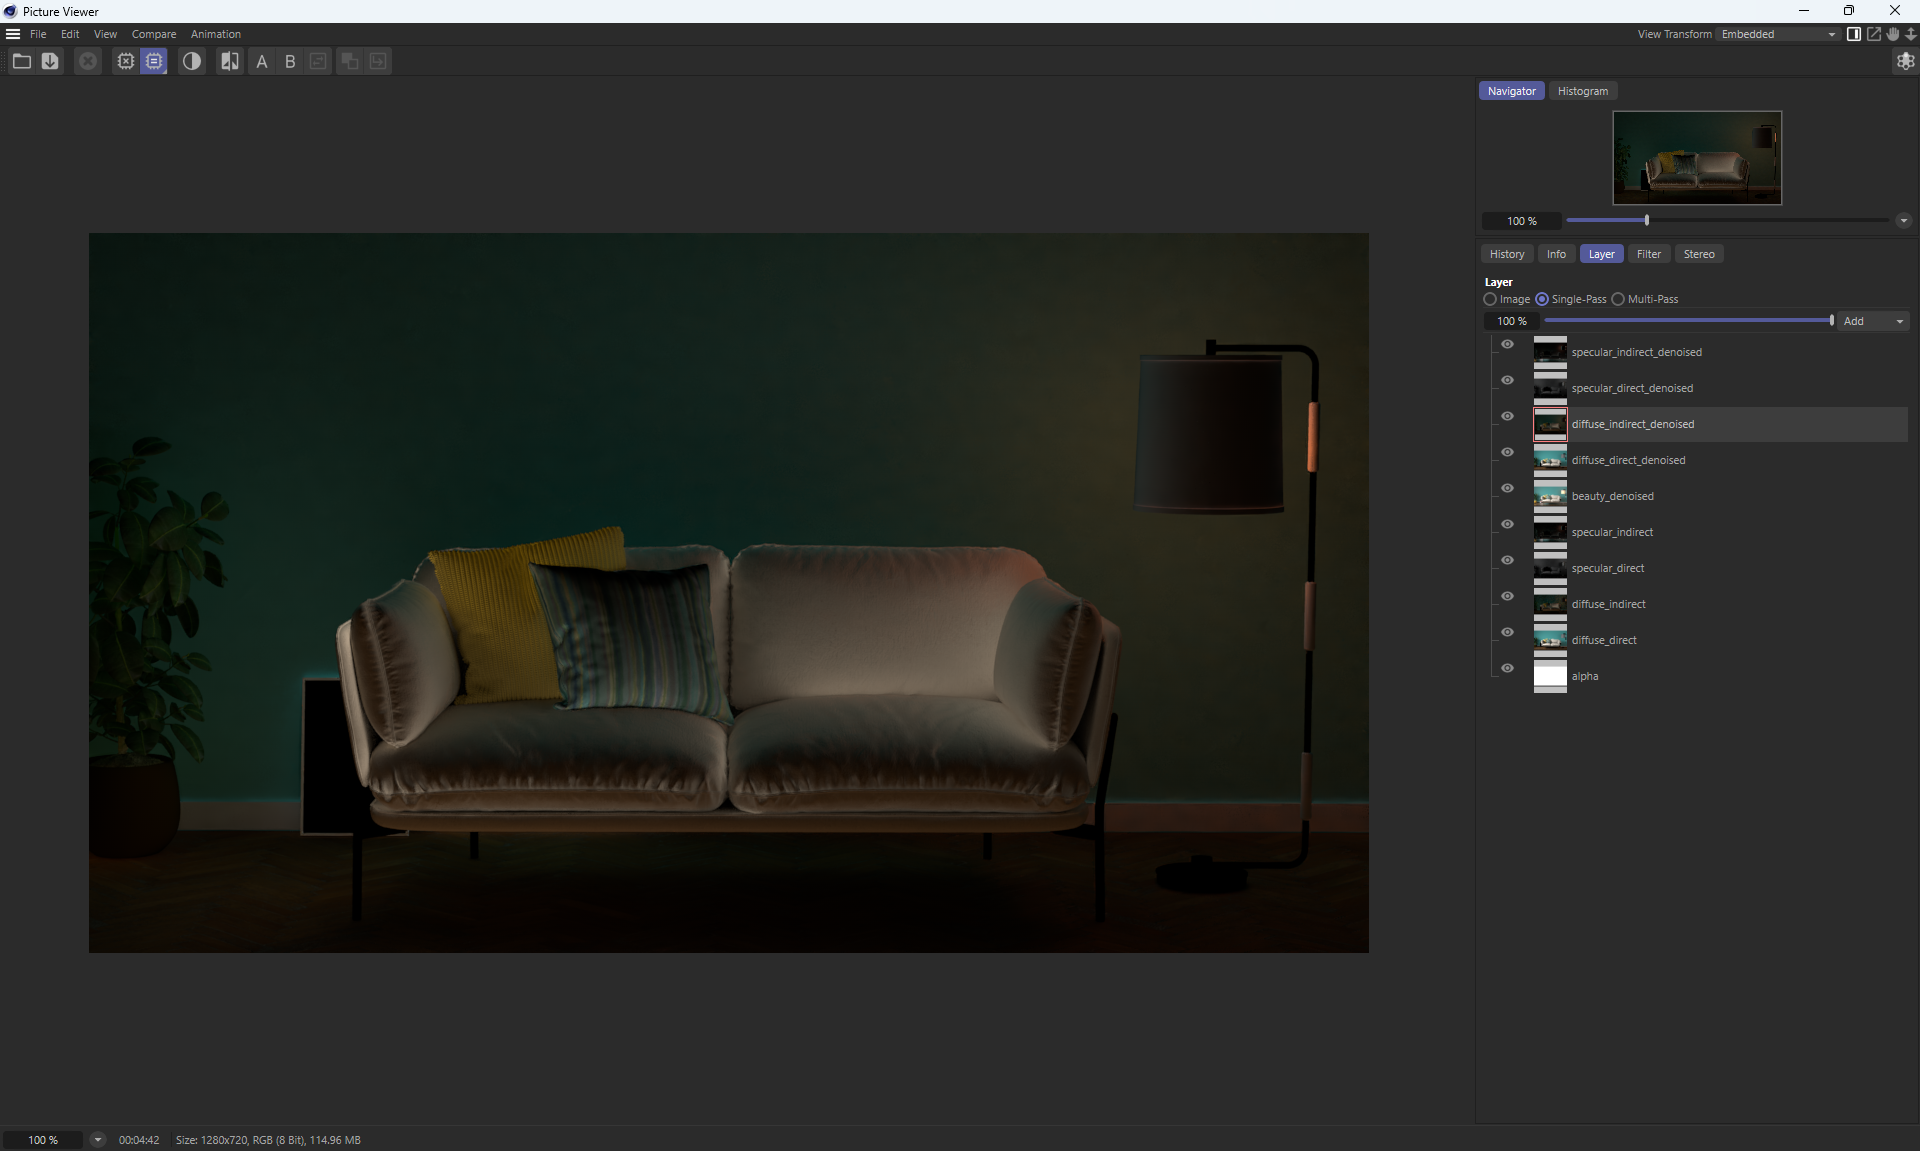 Picture Viewer
File Edit View Compare Animation
View Transform Embedded
A B
Navigator Histogram
100 %
History Info Layer Filter Stereo
Layer
Image Single-Pass Multi-Pass
100 % Add
specular_indirect_denoised
specular_direct_denoised
diffuse_indirect_denoised
diffuse_direct_denoised
beauty_denoised
specular_indirect
specular_direct
diffuse_indirect
diffuse_direct
alpha
100 % 00:04:42 Size: 1280x720, RGB (8 Bit), 114.96 MB